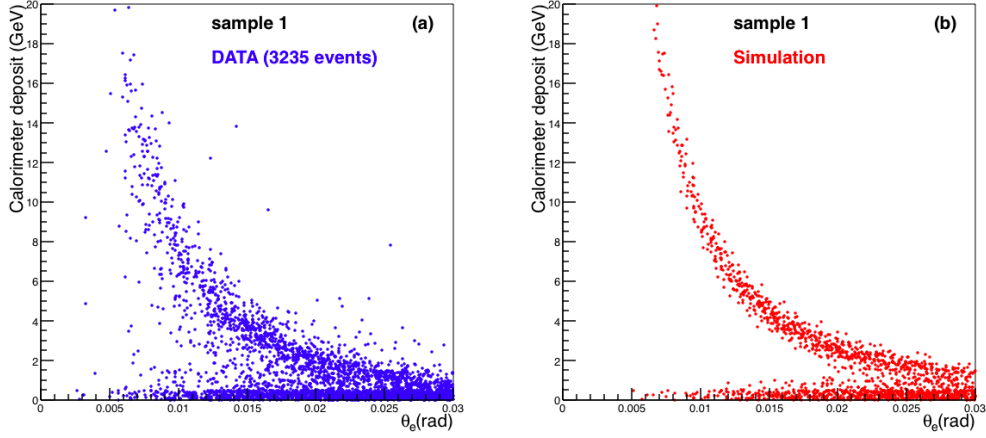 sample 1 (a)
DATA (3235 events)
Calorimeter deposit (GeV)
20
18
16
14
12
10
8
6
4
2
0
0 0.005 0.01 0.015 0.02 0.025 0.03
θe(rad)
sample 1 (b)
Simulation
Calorimeter deposit (GeV)
20
18
16
14
12
10
8
6
4
2
0
0 0.005 0.01 0.015 0.02 0.025 0.03
θe(rad)